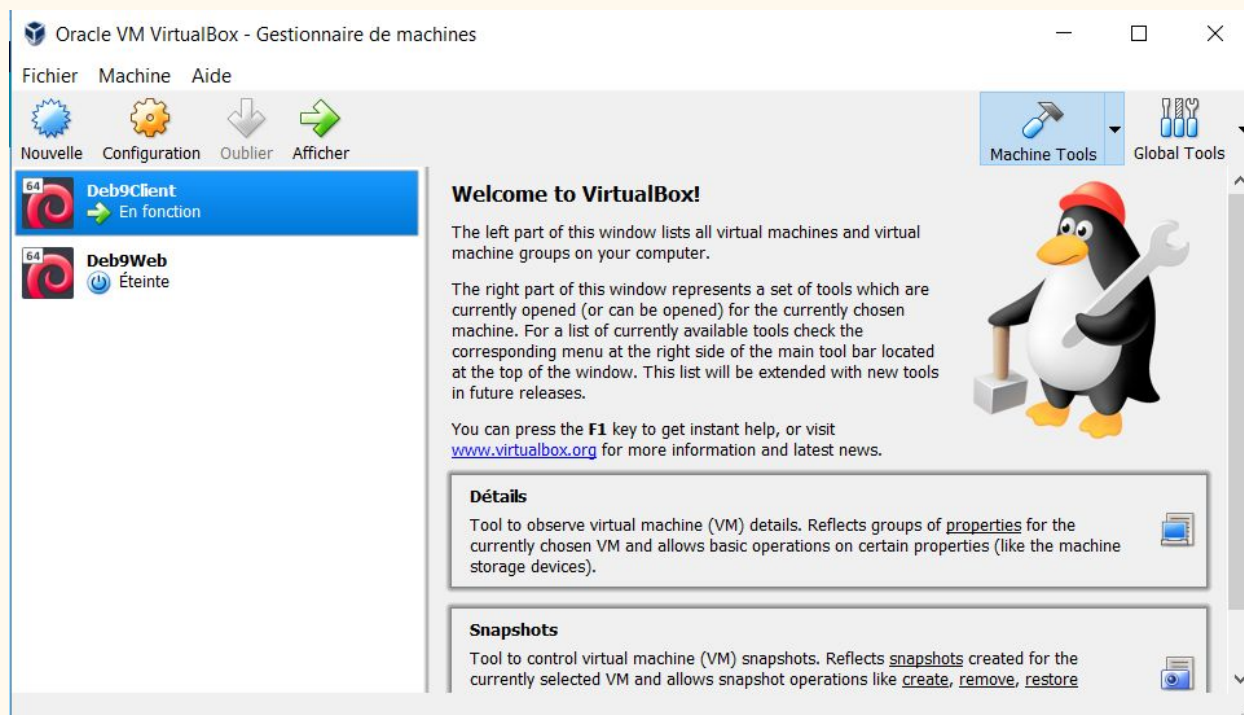 Oracle VM VirtualBox - Gestionnaire de machines
Fichier Machine Aide
Nouvelle Configuration Oublier Afficher Machine Tools Global Tools
64 Deb9Client
En fonction
64 Deb9Web
Éteinte
Welcome to VirtualBox!
The left part of this window lists all virtual machines and virtual
machine groups on your computer.
The right part of this window represents a set of tools which are
currently opened (or can be opened) for the currently chosen
machine. For a list of currently available tools check the
corresponding menu at the right side of the main tool bar located
at the top of the window. This list will be extended with new tools
in future releases.
You can press the F1 key to get instant help, or visit
www.virtualbox.org for more information and latest news.
Détails
Tool to observe virtual machine (VM) details. Reflects groups of properties for the
currently chosen VM and allows basic operations on certain properties (like the machine
storage devices).
Snapshots
Tool to control virtual machine (VM) snapshots. Reflects snapshots created for the
currently selected VM and allows snapshot operations like create, remove, restore